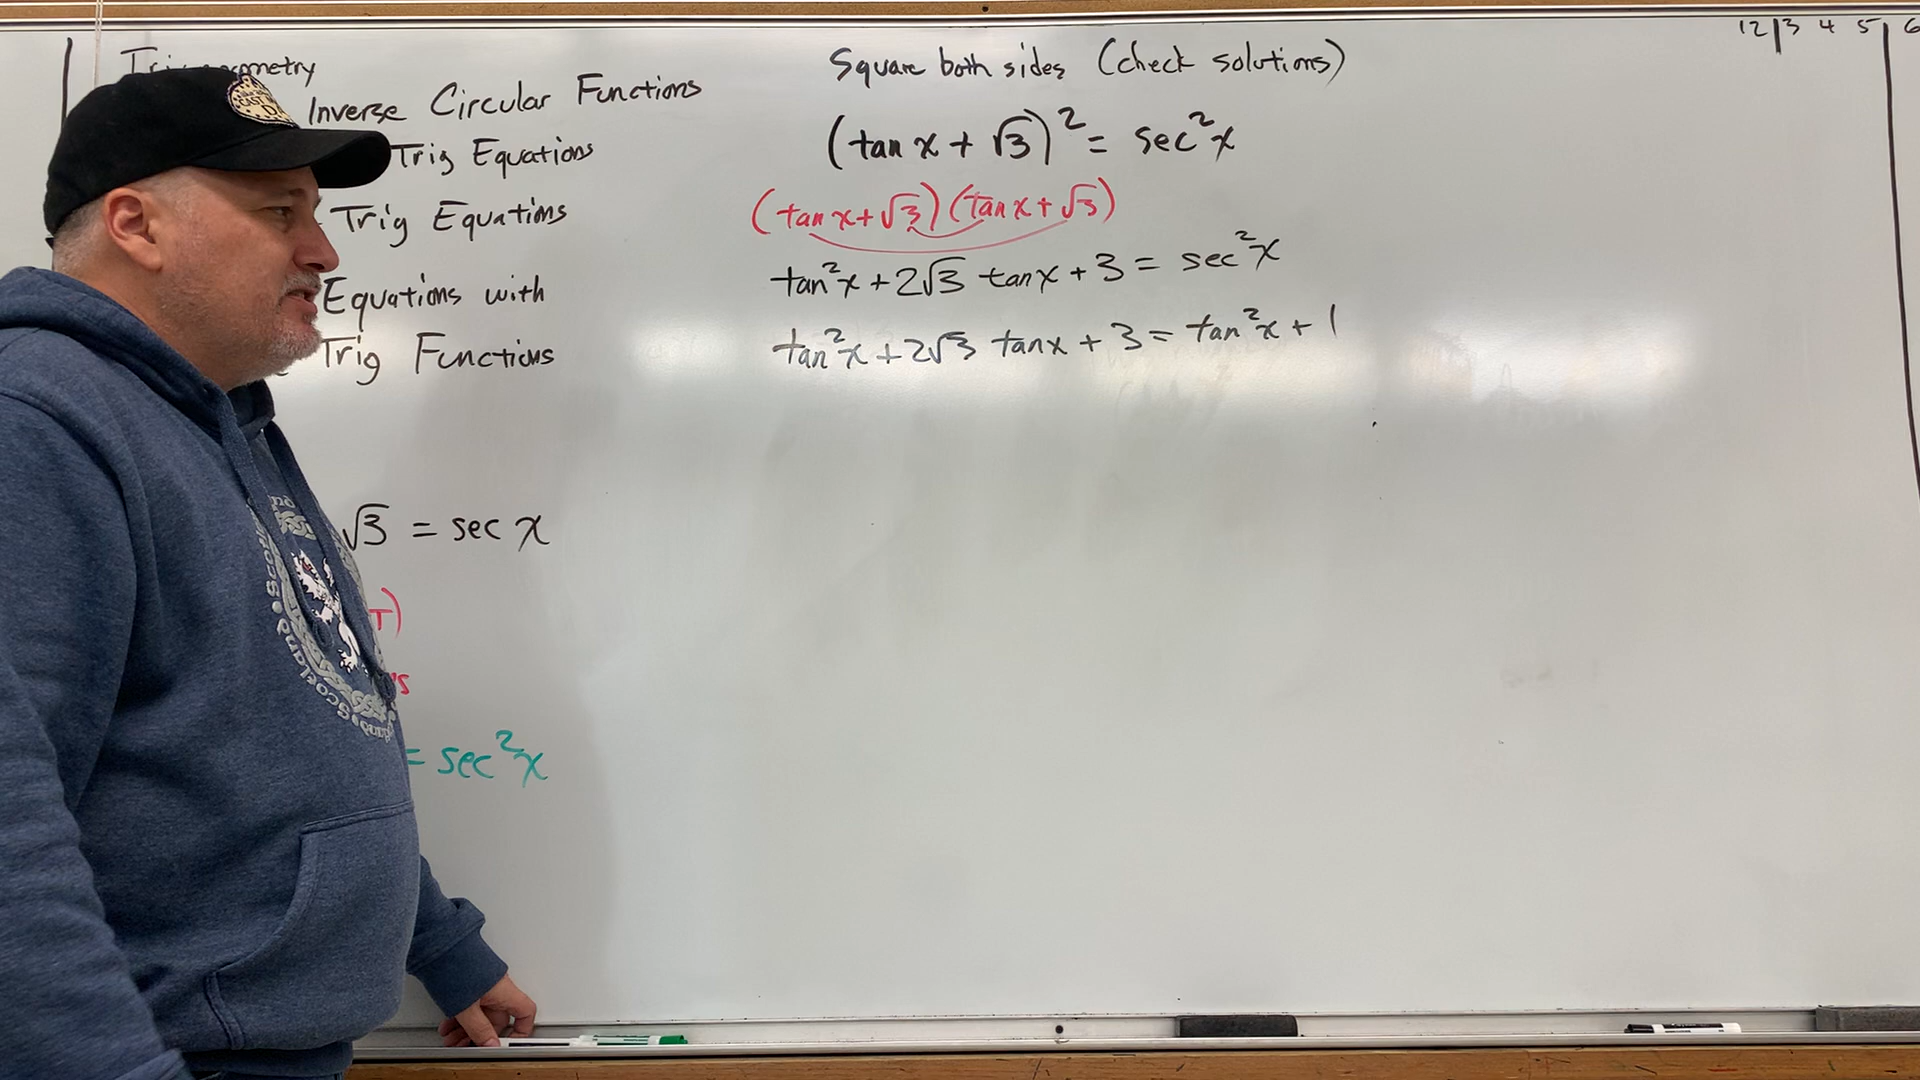 Trigonometry
Inverse Circular Functions
Trig Equations
Trig Equations
Equations with
Trig Functions
√3 = sec x
T)
's
= sec²x
Square both sides (check solutions)
(tan x + √3)² = sec²x
(tan x + √3)(tan x + √3)
tan²x + 2√3 tan x + 3 = sec²x
tan²x + 2√3 tan x + 3 = tan²x + 1
12 3 4 5 6
CAST
Scotland